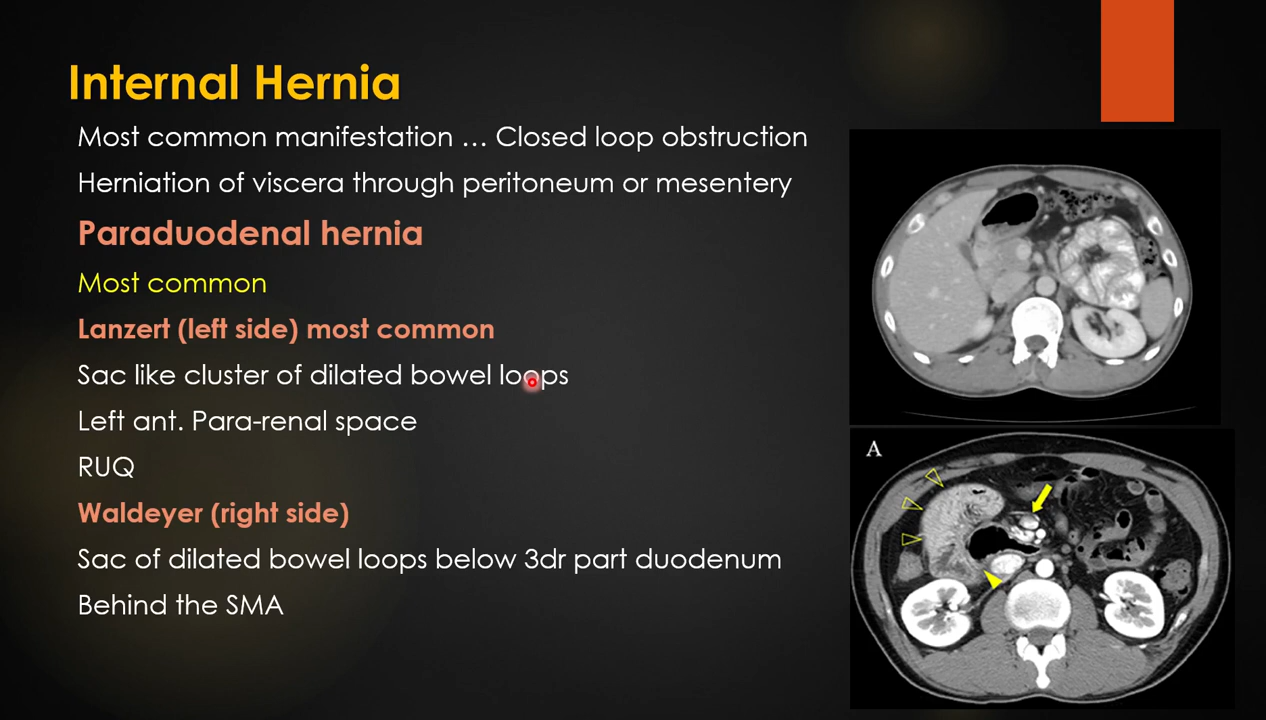 Internal Hernia
Most common manifestation … Closed loop obstruction
Herniation of viscera through peritoneum or mesentery
Paraduodenal hernia
Most common
Lanzert (left side) most common
Sac like cluster of dilated bowel loops
Left ant. Para-renal space
RUQ
Waldeyer (right side)
Sac of dilated bowel loops below 3dr part duodenum
Behind the SMA
A